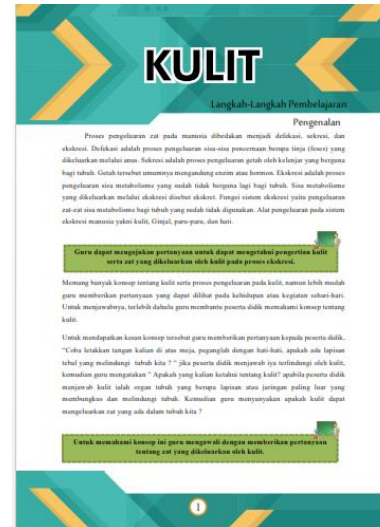 KULIT
Langkah-Langkah Pembelajaran
Pengenalan
Proses pengeluaran zat pada manusia dibedakan menjadi defekasi, sekresi, dan
ekskresi. Defekasi adalah proses pengeluaran sisa-sisa pencernaan berupa tinja (feses) yang
dikeluarkan melalui anus. Sekresi adalah proses pengeluaran getah oleh kelenjar yang berguna
bagi tubuh. Getah tersebut umumnya mengandung enzim atau hormon. Ekskresi adalah proses
pengeluaran sisa metabolisme yang sudah tidak berguna lagi bagi tubuh. Sisa metabolisme
yang dikeluarkan melalui ekskresi disebut ekskret. Fungsi sistem ekskresi yaitu pengeluaran
zat-zat sisa metabolisme bagi tubuh yang sudah tidak digunakan. Alat pengeluaran pada sistem
ekskresi manusia yakni kulit, Ginjal, paru-paru, dan hati.
Guru dapat mengajukan pertanyaan untuk dapat mengetahui pengertian kulit
serta zat yang dikeluarkan oleh kulit pada proses ekskresi.
Memang banyak konsep tentang kulit serta proses pengeluaran pada kulit, namun lebih mudah
guru memberikan pertanyaan yang dapat dilihat pada kehidupan atau kegiatan sehari-hari.
Untuk menjawabnya, terlebih dahulu guru membantu peserta didik memahami konsep tentang
kulit.
Untuk mendapatkan kesan konsep tersebut guru memberikan pertanyaan kepada peserta didik,
"Coba letakkan tangan kalian di atas meja, peganglah dengan hati-hati, apakah ada lapisan
tebal yang melindungi tubuh kita ? " jika peserta didik menjawab iya terlindungi oleh kulit,
kemudian guru mengatakan " Apakah yang kalian ketahui tentang kulit? apabila peserta didik
menjawab kulit ialah organ tubuh yang berupa lapisan atau jaringan paling luar yang
membungkus dan melindungi tubuh. Kemudian guru menyanyakan apakah kulit dapat
mengeluarkan zat yang ada dalam tubuh kita ?
Untuk memahami konsep ini guru mengawali dengan memberikan pertanyaan
tentang zat yang dikeluarkan oleh kulit.
1